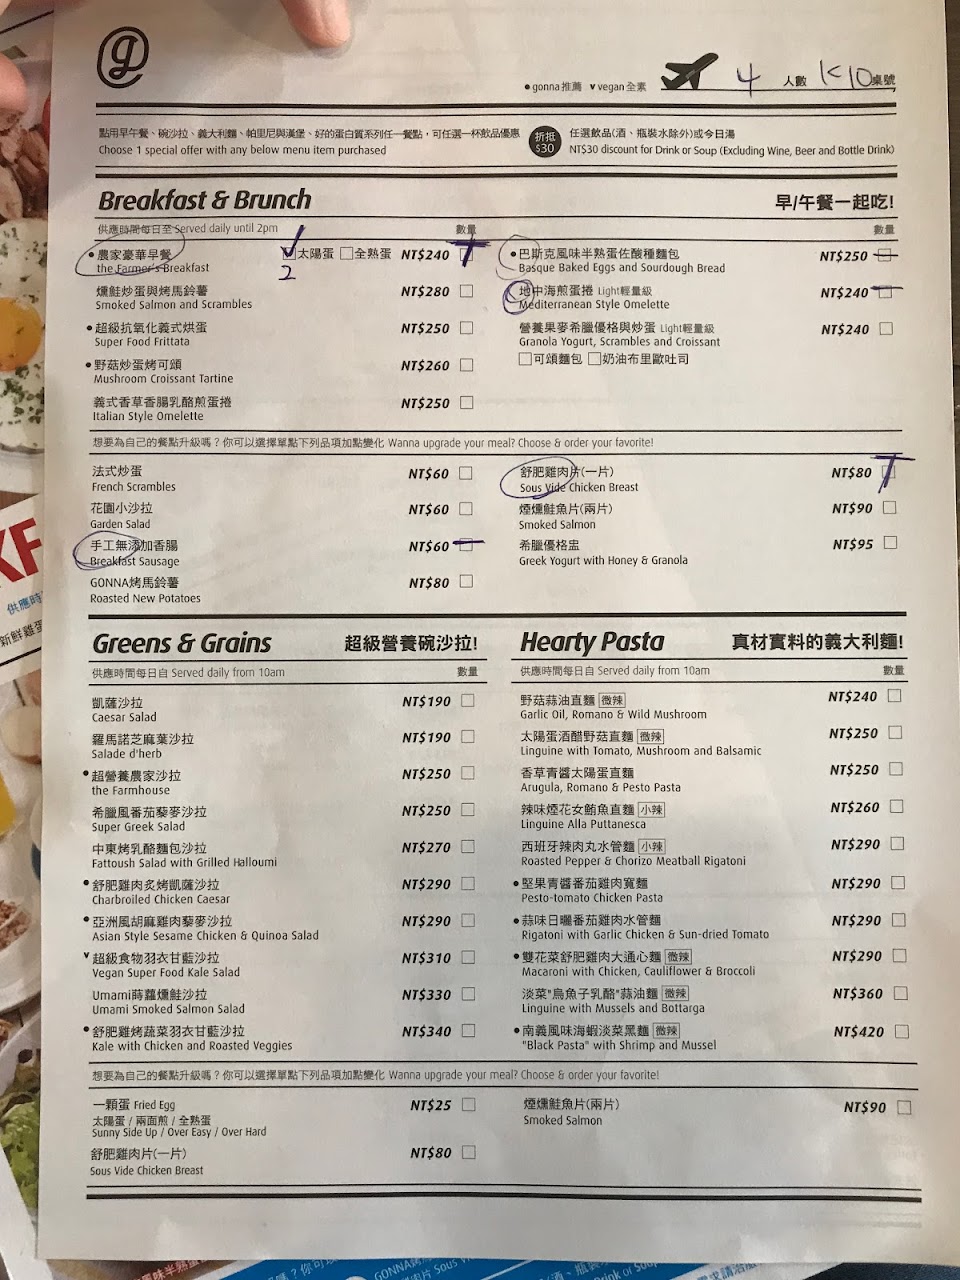 g
●gonna推薦 ∨vegan全素 4 人數 K10 桌號
點用早午餐、碗沙拉、義大利麵、帕里尼與漢堡、好的蛋白質系列任一餐點，可任選一杯飲品優惠
Choose 1 special offer with any below menu item purchased
折抵 $30
任選飲品(酒、瓶裝水除外)或今日湯
NT$30 discount for Drink or Soup (Excluding Wine, Beer and Bottle Drink)
Breakfast & Brunch 早/午餐一起吃!
供應時間每日至 Served daily until 2pm 數量 數量
●農家豪華早餐 太陽蛋 全熟蛋 NT$240
the Farmer's Breakfast 2
燻鮭炒蛋與烤馬鈴薯 NT$280
Smoked Salmon and Scrambles
●超級抗氧化義式烘蛋 NT$250
Super Food Frittata
●野菇炒蛋烤可頌 NT$260
Mushroom Croissant Tartine
義式香草香腸乳酪煎蛋捲 NT$250
Italian Style Omelette
●巴斯克風味半熟蛋佐酸種麵包 NT$250
Basque Baked Eggs and Sourdough Bread
地中海煎蛋捲 Light輕量級 NT$240
Mediterranean Style Omelette
營養果麥希臘優格與炒蛋 Light輕量級 NT$240
Granola Yogurt, Scrambles and Croissant
可頌麵包 奶油布里歐吐司
想要為自己的餐點升級嗎？你可以選擇單點下列品項加點變化 Wanna upgrade your meal? Choose & order your favorite!
法式炒蛋 NT$60
French Scrambles
花園小沙拉 NT$60
Garden Salad
手工無添加香腸 NT$60
Breakfast Sausage
GONNA烤馬鈴薯 NT$80
Roasted New Potatoes
舒肥雞肉片(一片) NT$80
Sous Vide Chicken Breast
煙燻鮭魚片(兩片) NT$90
Smoked Salmon
希臘優格盅 NT$95
Greek Yogurt with Honey & Granola
Greens & Grains 超級營養碗沙拉!
供應時間每日自 Served daily from 10am 數量
凱薩沙拉 NT$190
Caesar Salad
羅馬諾芝麻葉沙拉 NT$190
Salade d'herb
●超營養農家沙拉 NT$250
the Farmhouse
希臘風番茄藜麥沙拉 NT$250
Super Greek Salad
中東烤乳酪麵包沙拉 NT$270
Fattoush Salad with Grilled Halloumi
●舒肥雞肉炙烤凱薩沙拉 NT$290
Charbroiled Chicken Caesar
●亞洲風胡麻雞肉藜麥沙拉 NT$290
Asian Style Sesame Chicken & Quinoa Salad
∨超級食物羽衣甘藍沙拉 NT$310
Vegan Super Food Kale Salad
Umami蒔蘿燻鮭沙拉 NT$330
Umami Smoked Salmon Salad
●舒肥雞烤蔬菜羽衣甘藍沙拉 NT$340
Kale with Chicken and Roasted Veggies
Hearty Pasta 真材實料的義大利麵!
供應時間每日自 Served daily from 10am 數量
野菇蒜油直麵 微辣 NT$240
Garlic Oil, Romano & Wild Mushroom
太陽蛋酒醋野菇直麵 微辣 NT$250
Linguine with Tomato, Mushroom and Balsamic
香草青醬太陽蛋直麵 NT$250
Arugula, Romano & Pesto Pasta
辣味煙花女鯷魚直麵 小辣 NT$260
Linguine Alla Puttanesca
西班牙辣肉丸水管麵 小辣 NT$290
Roasted Pepper & Chorizo Meatball Rigatoni
●堅果青醬番茄雞肉寬麵 NT$290
Pesto-tomato Chicken Pasta
●蒜味日曬番茄雞肉水管麵 NT$290
Rigatoni with Garlic Chicken & Sun-dried Tomato
●雙花菜舒肥雞肉大通心麵 微辣 NT$290
Macaroni with Chicken, Cauliflower & Broccoli
淡菜"烏魚子乳酪"蒜油麵 微辣 NT$360
Linguine with Mussels and Bottarga
●南義風味海蝦淡菜黑麵 微辣 NT$420
"Black Pasta" with Shrimp and Mussel
想要為自己的餐點升級嗎？你可以選擇單點下列品項加點變化 Wanna upgrade your meal? Choose & order your favorite!
一顆蛋 Fried Egg NT$25
太陽蛋 / 兩面煎 / 全熟蛋
Sunny Side Up / Over Easy / Over Hard
舒肥雞肉片(一片) NT$80
Sous Vide Chicken Breast
煙燻鮭魚片(兩片) NT$90
Smoked Salmon